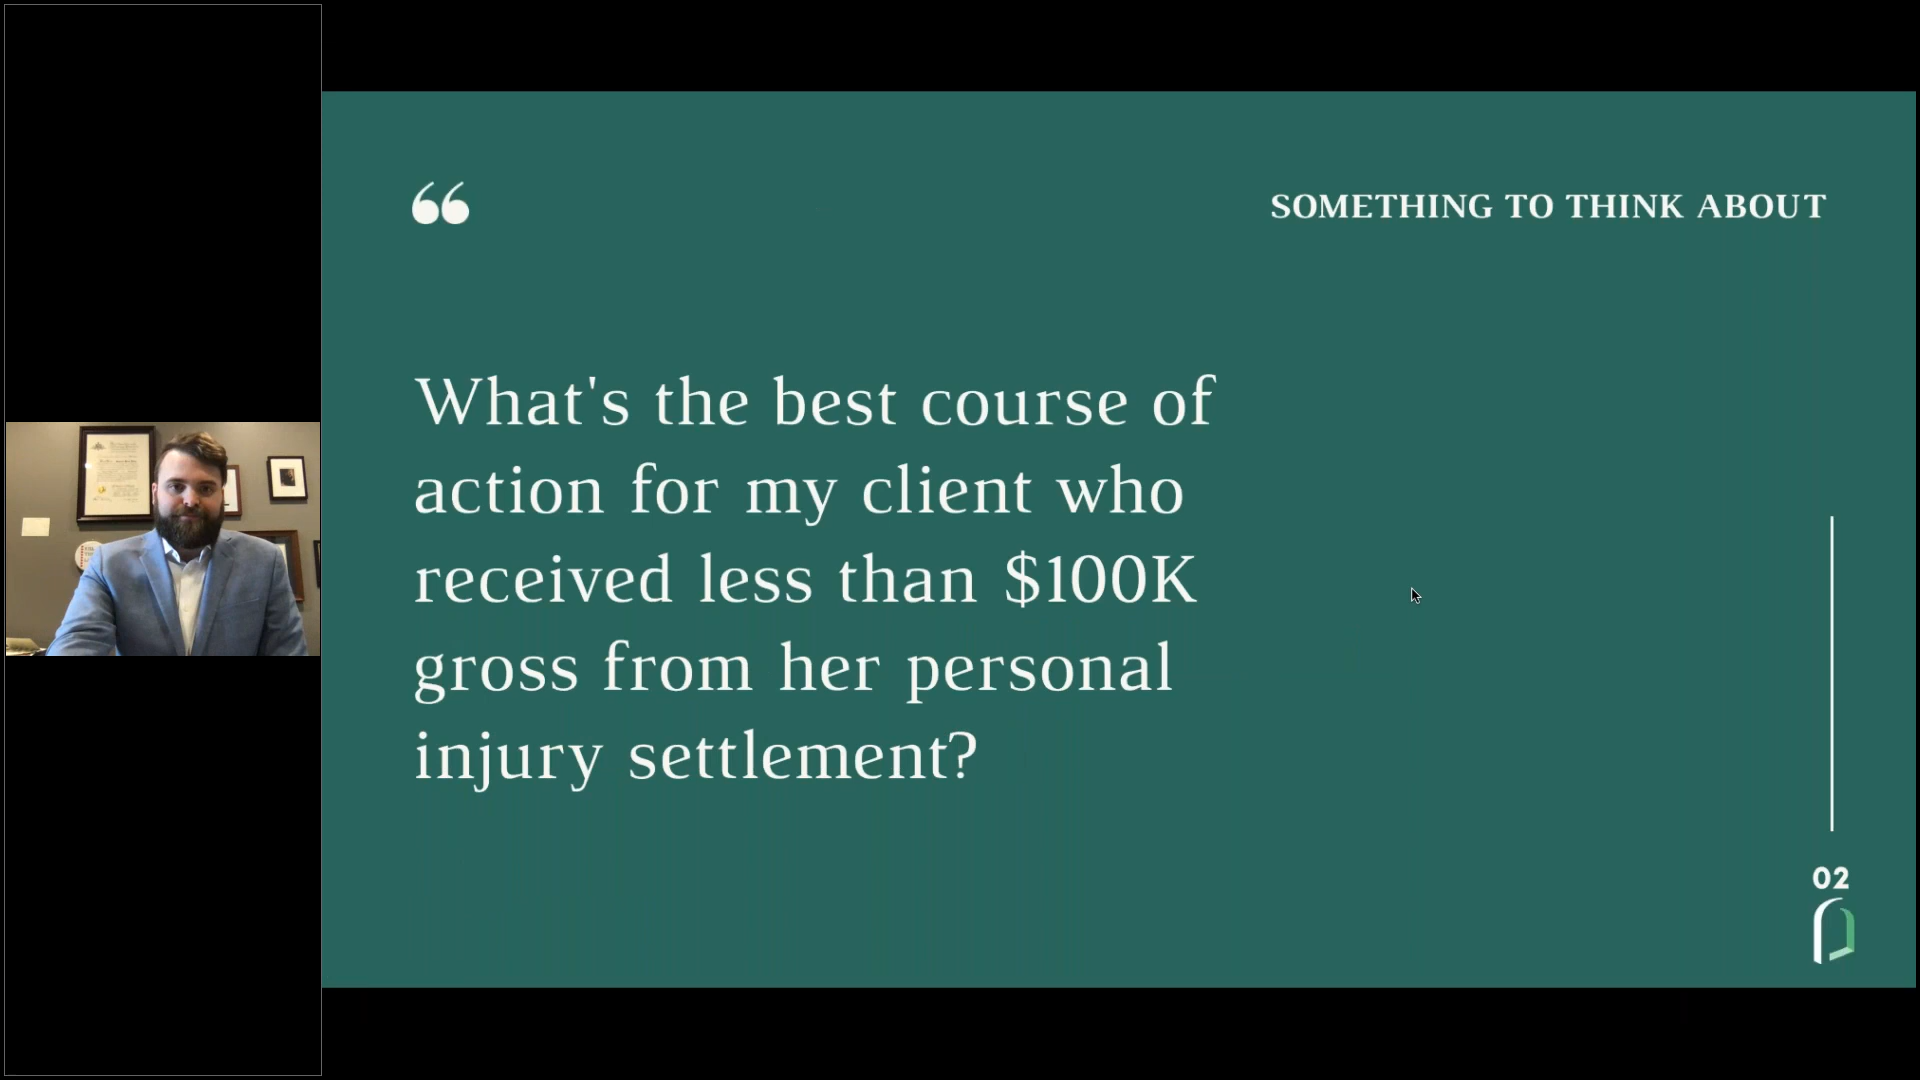 “
SOMETHING TO THINK ABOUT
What's the best course of
action for my client who
received less than $100K
gross from her personal
injury settlement?
02